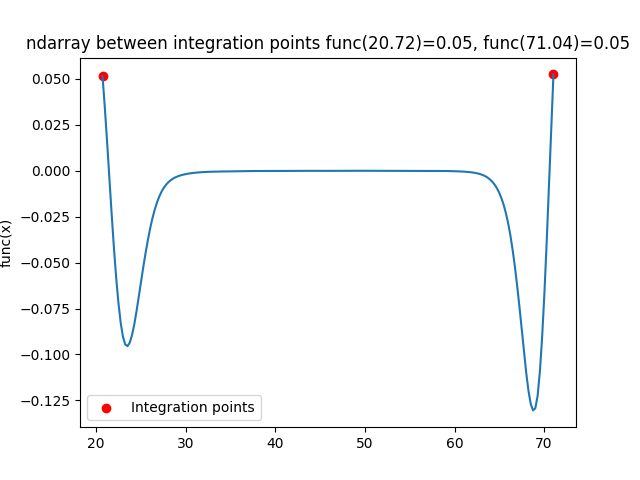 ndarray between integration points func(20.72)=0.05, func(71.04)=0.05
0.050
0.025
0.000
−0.025
−0.050
−0.075
−0.100
−0.125
func(x)
Integration points
20 30 40 50 60 70